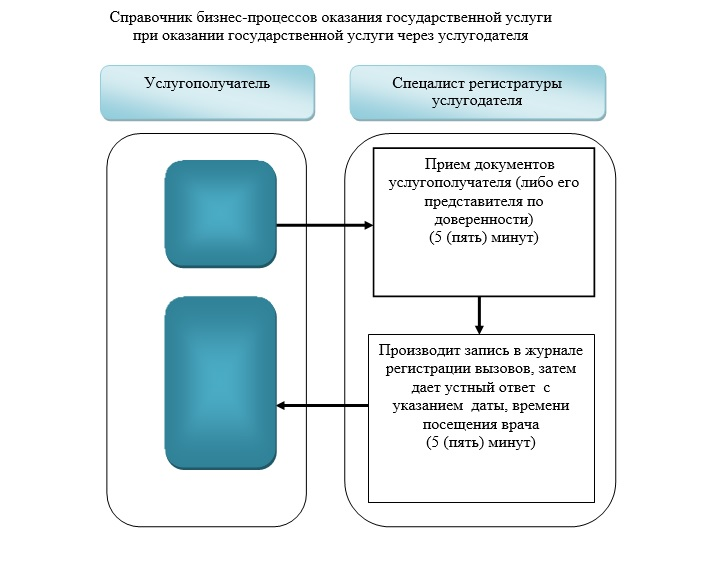 Справочник бизнес-процессов оказания государственной услуги
при оказании государственной услуги через услугодателя
Услугополучатель
Спецалист регистратуры
услугодателя
Прием документов
услугополучателя (либо его
представителя по
доверенности)
(5 (пять) минут)
Производит запись в журнале
регистрации вызовов, затем
дает устный ответ с
указанием даты, времени
посещения врача
(5 (пять) минут)